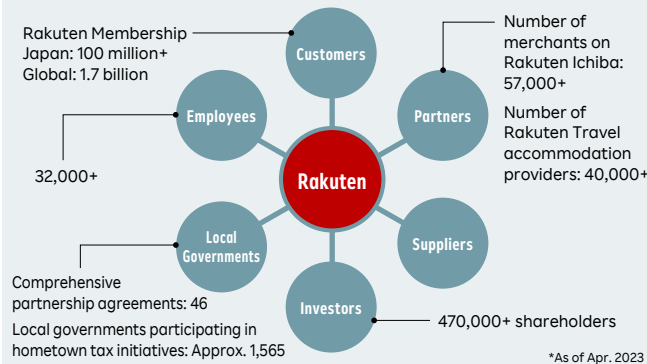 Rakuten Membership
Japan: 100 million+
Global: 1.7 billion
Customers
Number of
merchants on
Rakuten Ichiba:
57,000+
Number of
Rakuten Travel
accommodation
providers: 40,000+
Employees
Partners
32,000+
Rakuten
Local
Governments
Suppliers
Comprehensive
partnership agreements: 46
Local governments participating in
hometown tax initiatives: Approx. 1,565
Investors
470,000+ shareholders
*As of Apr. 2023